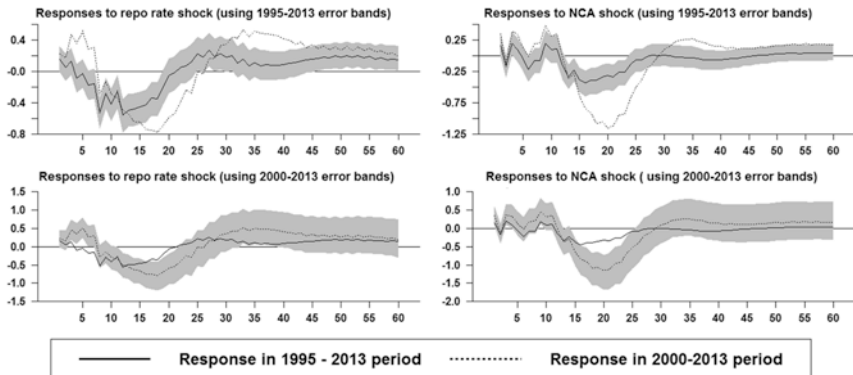 Responses to repo rate shock (using 1995-2013 error bands)
0.4
-0.0
-0.4
-0.8
5 10 15 20 25 30 35 40 45 50 55 60
Responses to NCA shock (using 1995-2013 error bands)
0.25
-0.25
-0.75
-1.25
5 10 15 20 25 30 35 40 45 50 55 60
Responses to repo rate shock (using 2000-2013 error bands)
1.5
1.0
0.5
0.0
-0.5
-1.0
-1.5
5 10 15 20 25 30 35 40 45 50 55 60
Responses to NCA shock ( using 2000-2013 error bands)
1.0
0.5
0.0
-0.5
-1.0
-1.5
-2.0
5 10 15 20 25 30 35 40 45 50 55 60
Response in 1995 - 2013 period
Response in 2000-2013 period